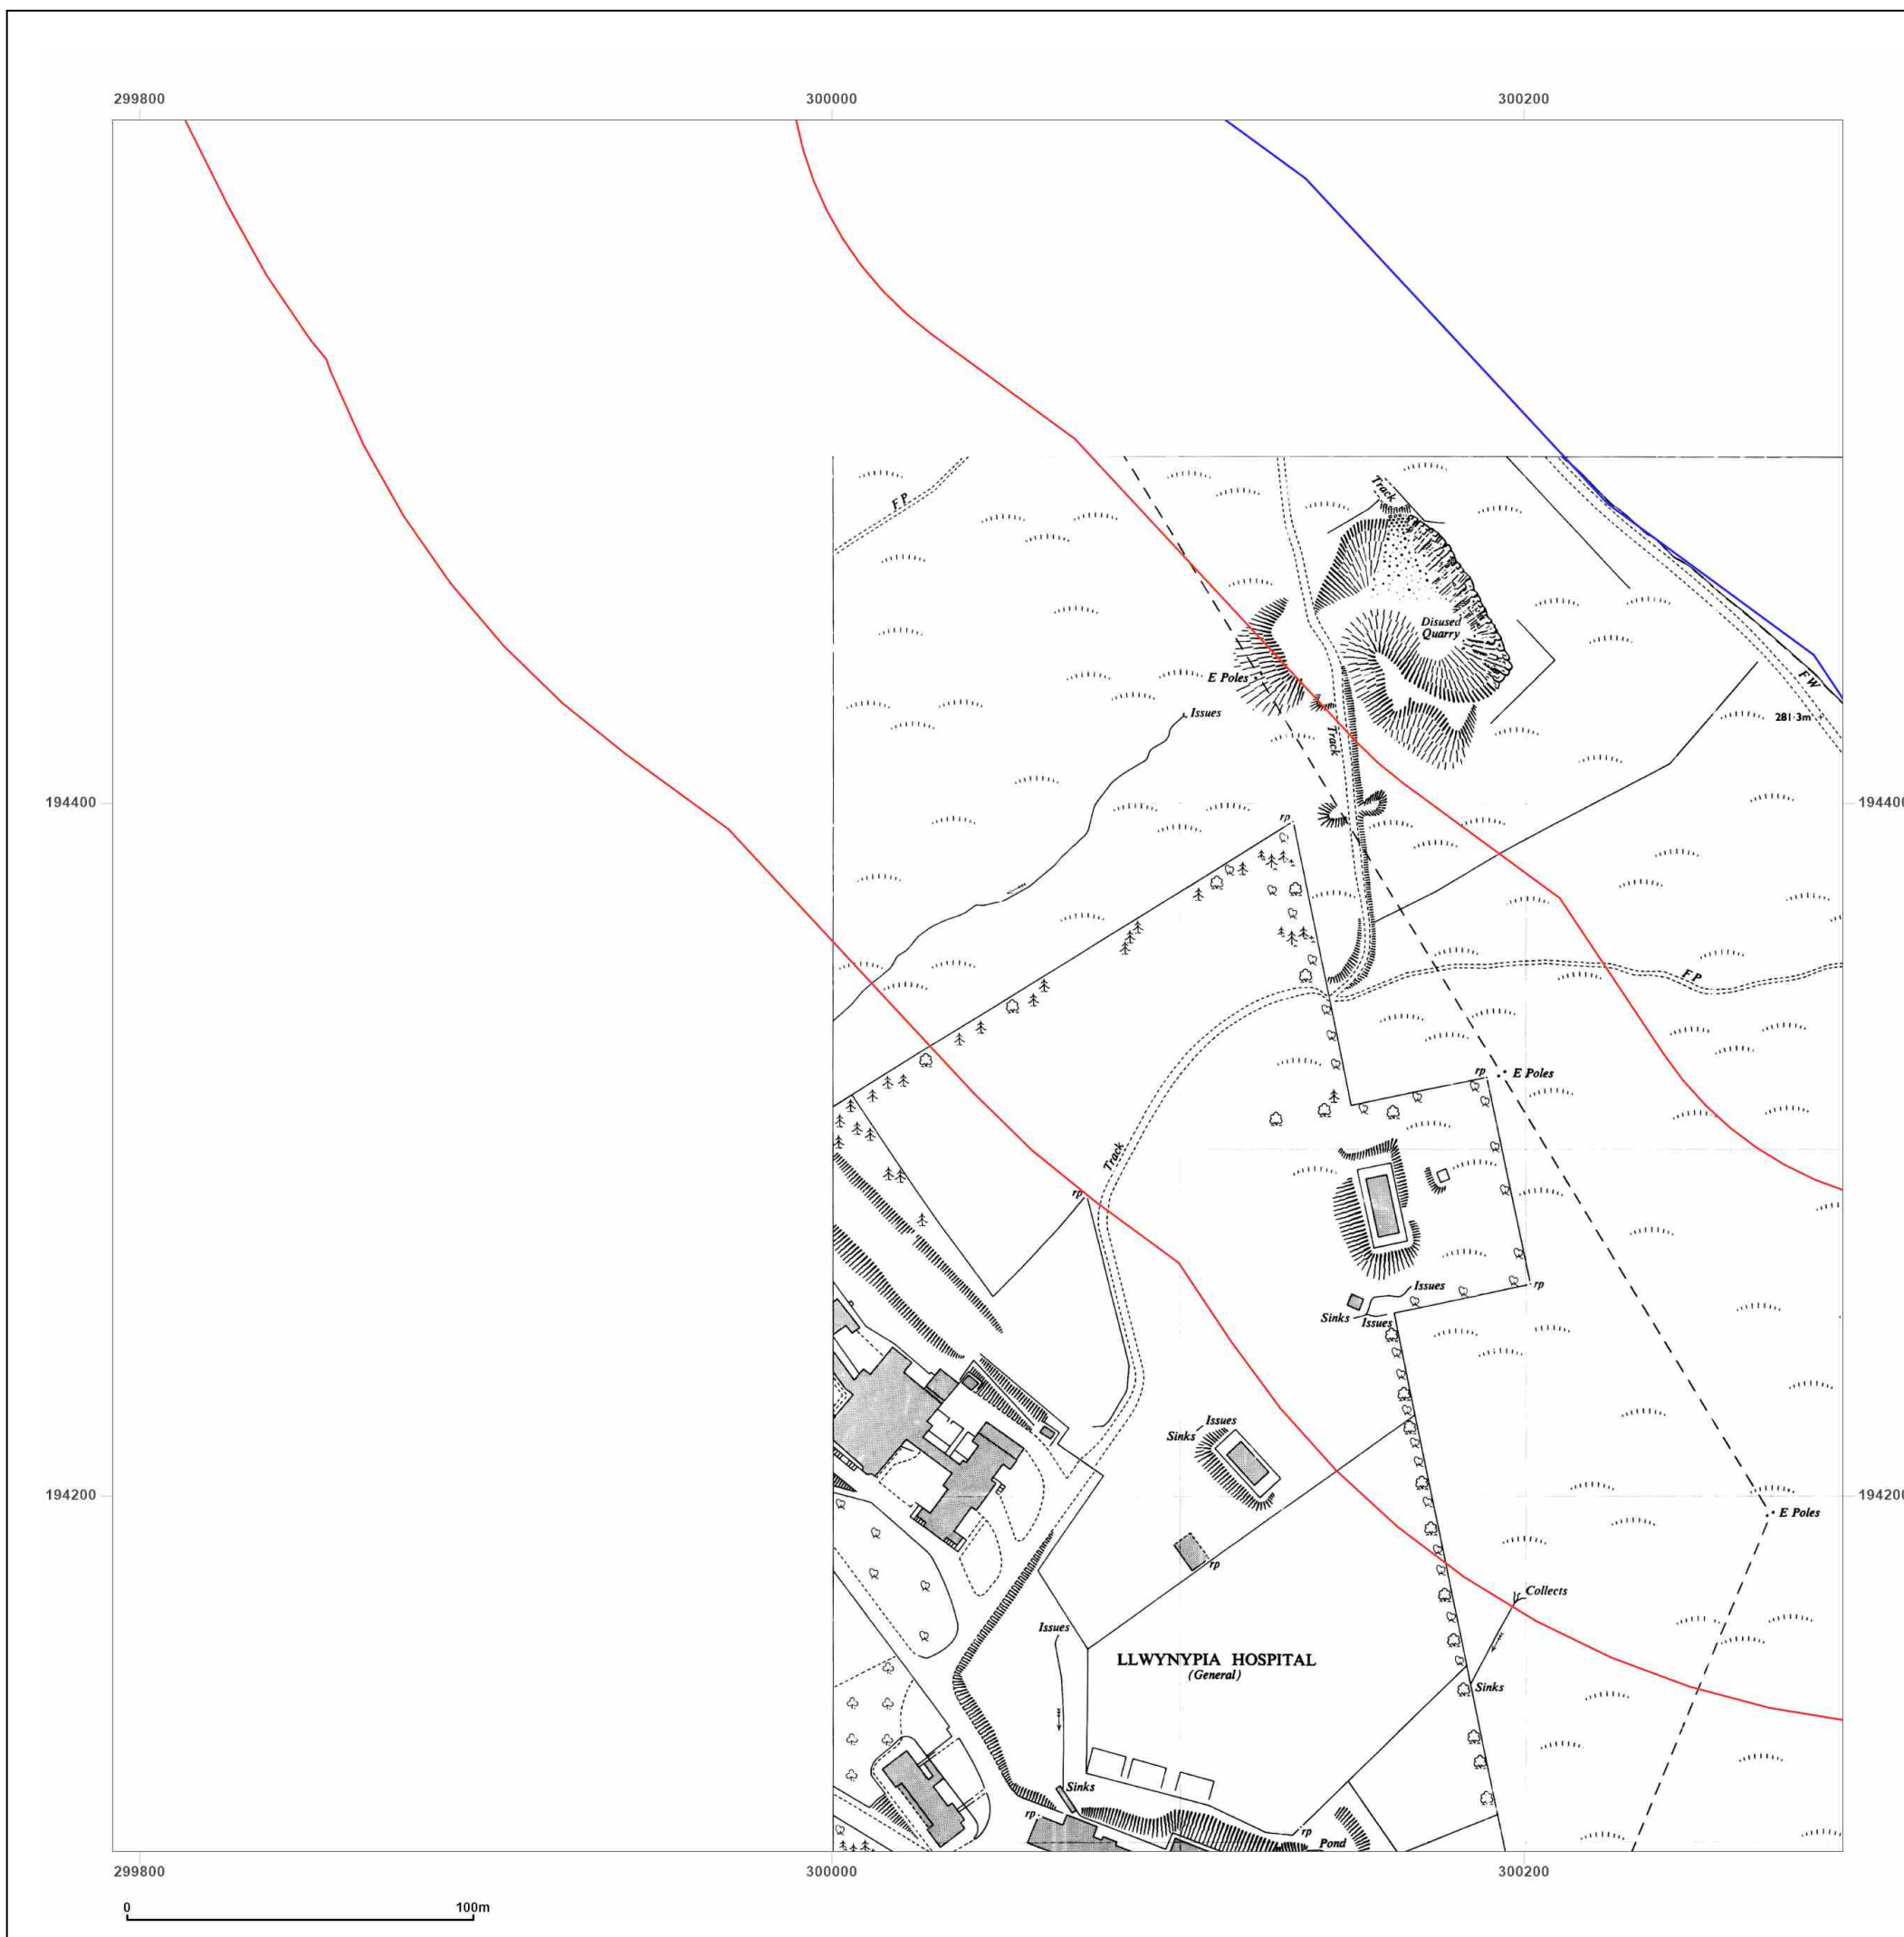 299800
300000
300200
Track
F P
Disused
Quarry
E Poles
F W
281·3m
Issues
Track
194400
194400
rp
F P
rp
E Poles
Track
rp
Issues
rp
Sinks
Issues
Issues
Sinks
194200
194200
E Poles
rp
Collects
Issues
LLWYNYPIA HOSPITAL
(General)
Sinks
Sinks
rp
rp
Pond
299800
300000
300200
0
100m